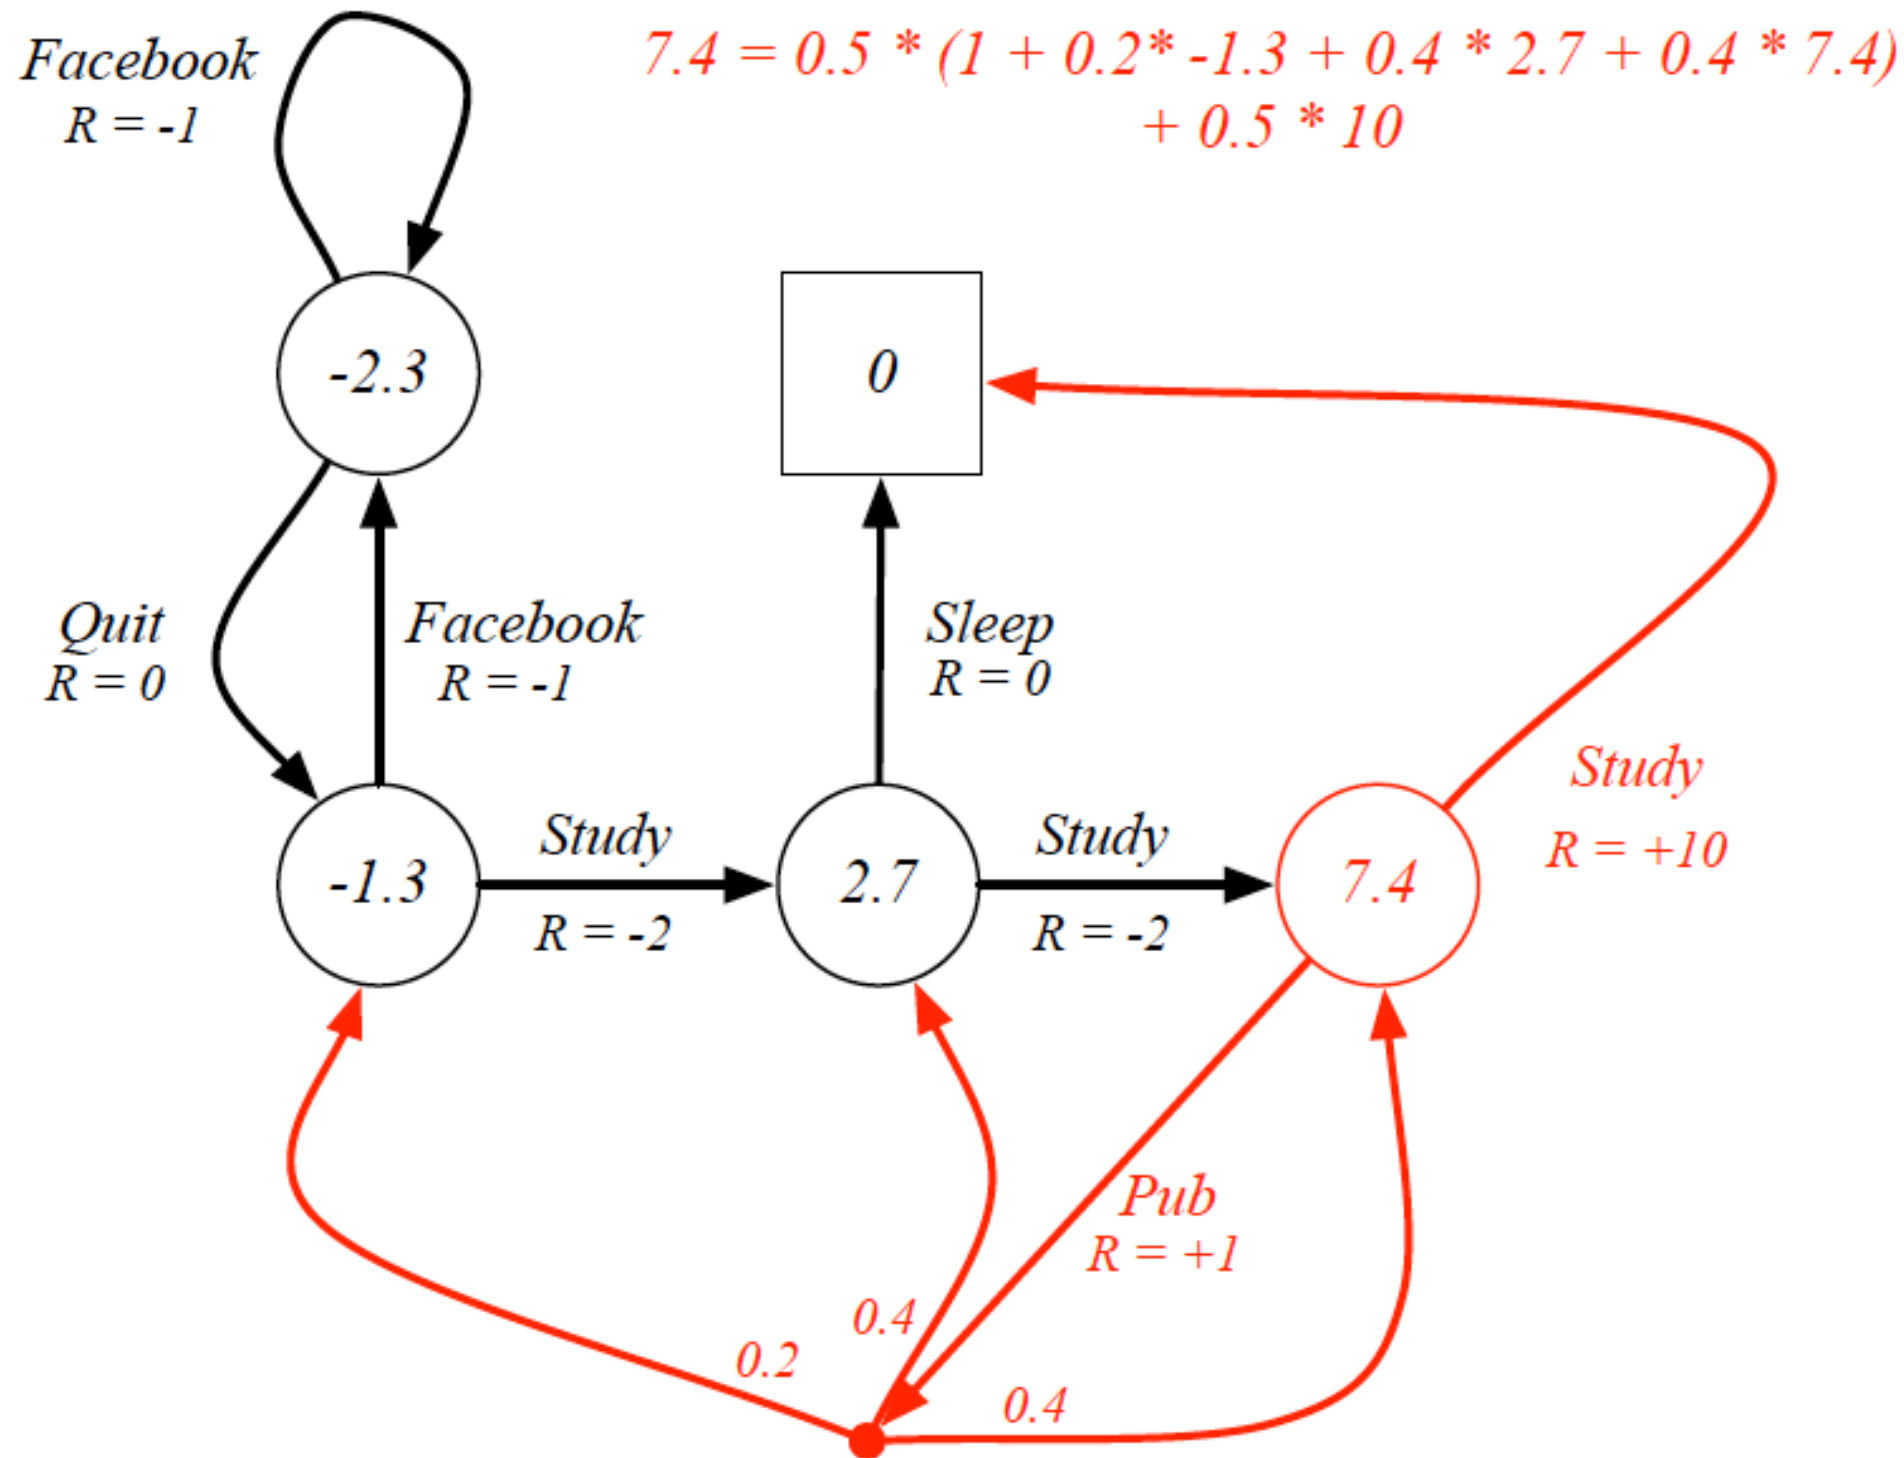 Facebook
R = -1
7.4 = 0.5 * (1 + 0.2* -1.3 + 0.4 * 2.7 + 0.4 * 7.4)
+ 0.5 * 10
-2.3
0
Quit
R = 0
Facebook
R = -1
Sleep
R = 0
Study
R = +10
-1.3
Study
R = -2
2.7
Study
R = -2
7.4
Pub
R = +1
0.2
0.4
0.4